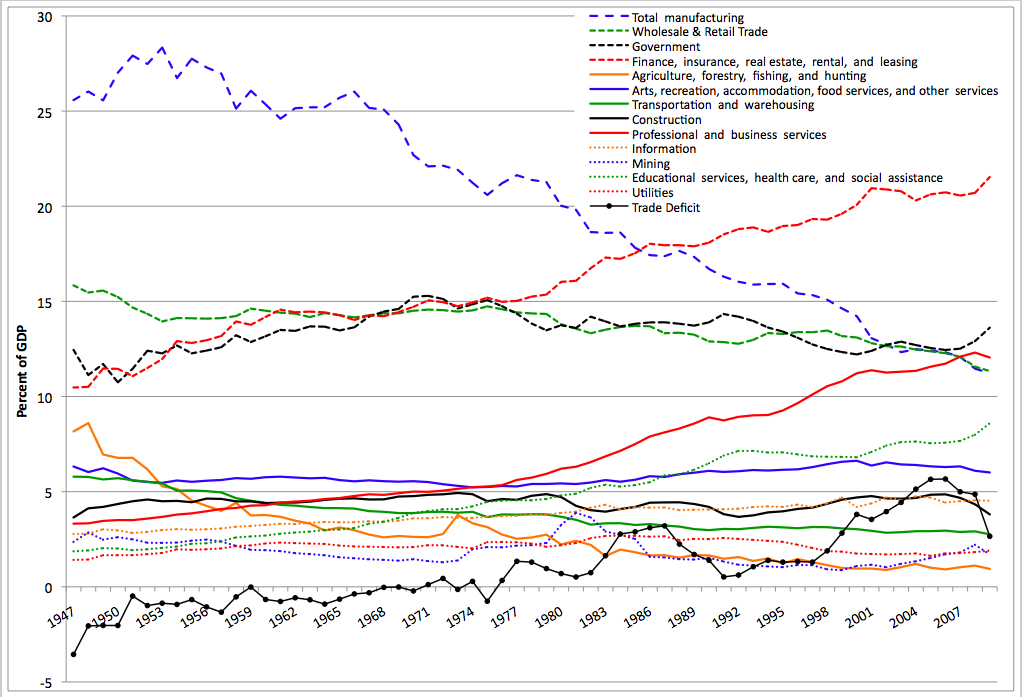 30
25
20
15
10
5
0
-5
Percent of GDP
Total manufacturing
Wholesale & Retail Trade
Government
Finance, insurance, real estate, rental, and leasing
Agriculture, forestry, fishing, and hunting
Arts, recreation, accommodation, food services, and other services
Transportation and warehousing
Construction
Professional and business services
Information
Mining
Educational services, health care, and social assistance
Utilities
Trade Deficit
1947
1950
1953
1956
1959
1962
1965
1968
1971
1974
1977
1980
1983
1986
1989
1992
1995
1998
2001
2004
2007